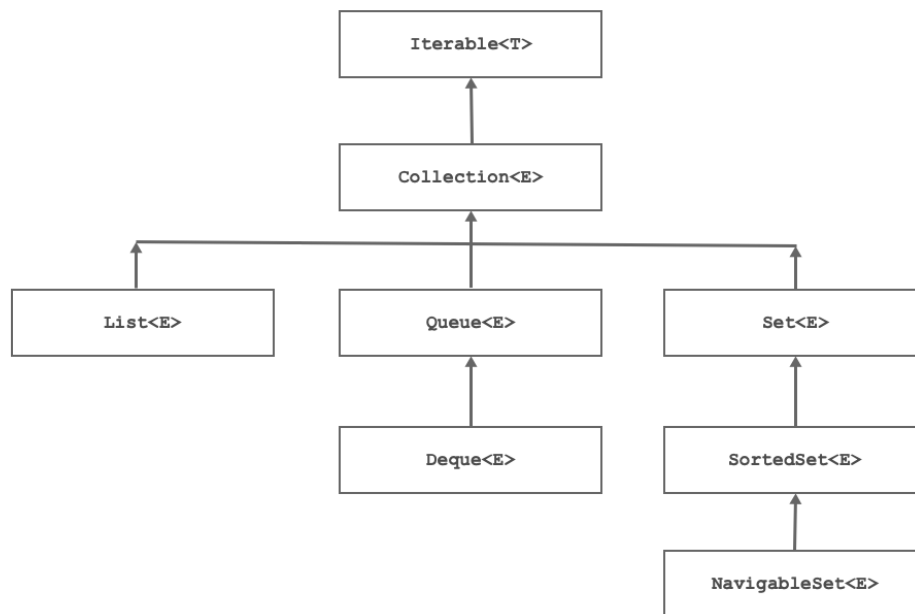 Iterable<T>
Collection<E>
List<E>
Queue<E>
Set<E>
Deque<E>
SortedSet<E>
NavigableSet<E>